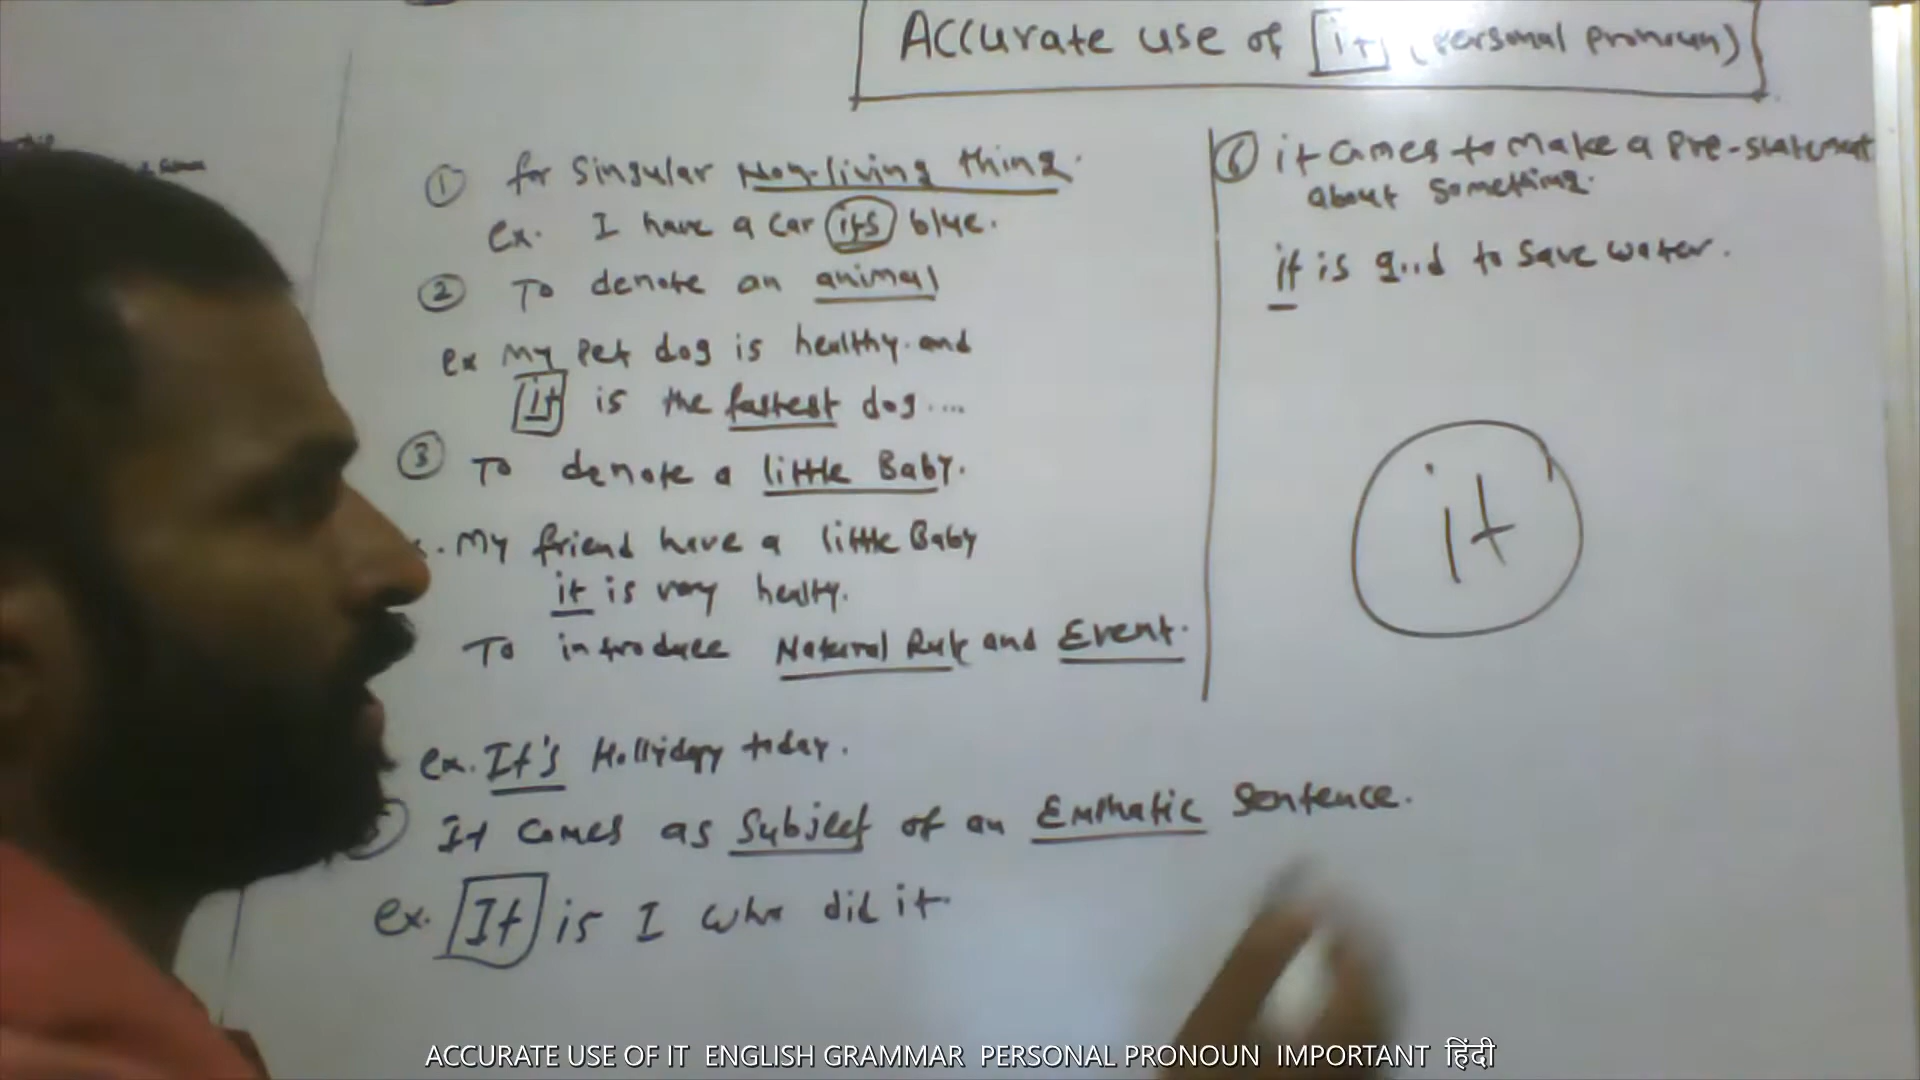 Accurate use of it (Personal pronoun)
① for Singular Non-living thing.
ex. I have a car its blue.
② To denote an animal
ex My pet dog is healthy and
it is the fastest dog....
③ To denote a little Baby.
. My friend have a little Baby
it is very healty.
To introduce Natural Rule and Event.
ex. It's Holliday today.
5 It comes as Subject of an Emphatic Sentence.
ex. It is I who did it.
⑥ it comes to make a Pre-statement
about something.
it is good to save water.
it
ACCURATE USE OF IT ENGLISH GRAMMAR PERSONAL PRONOUN IMPORTANT हिंदी